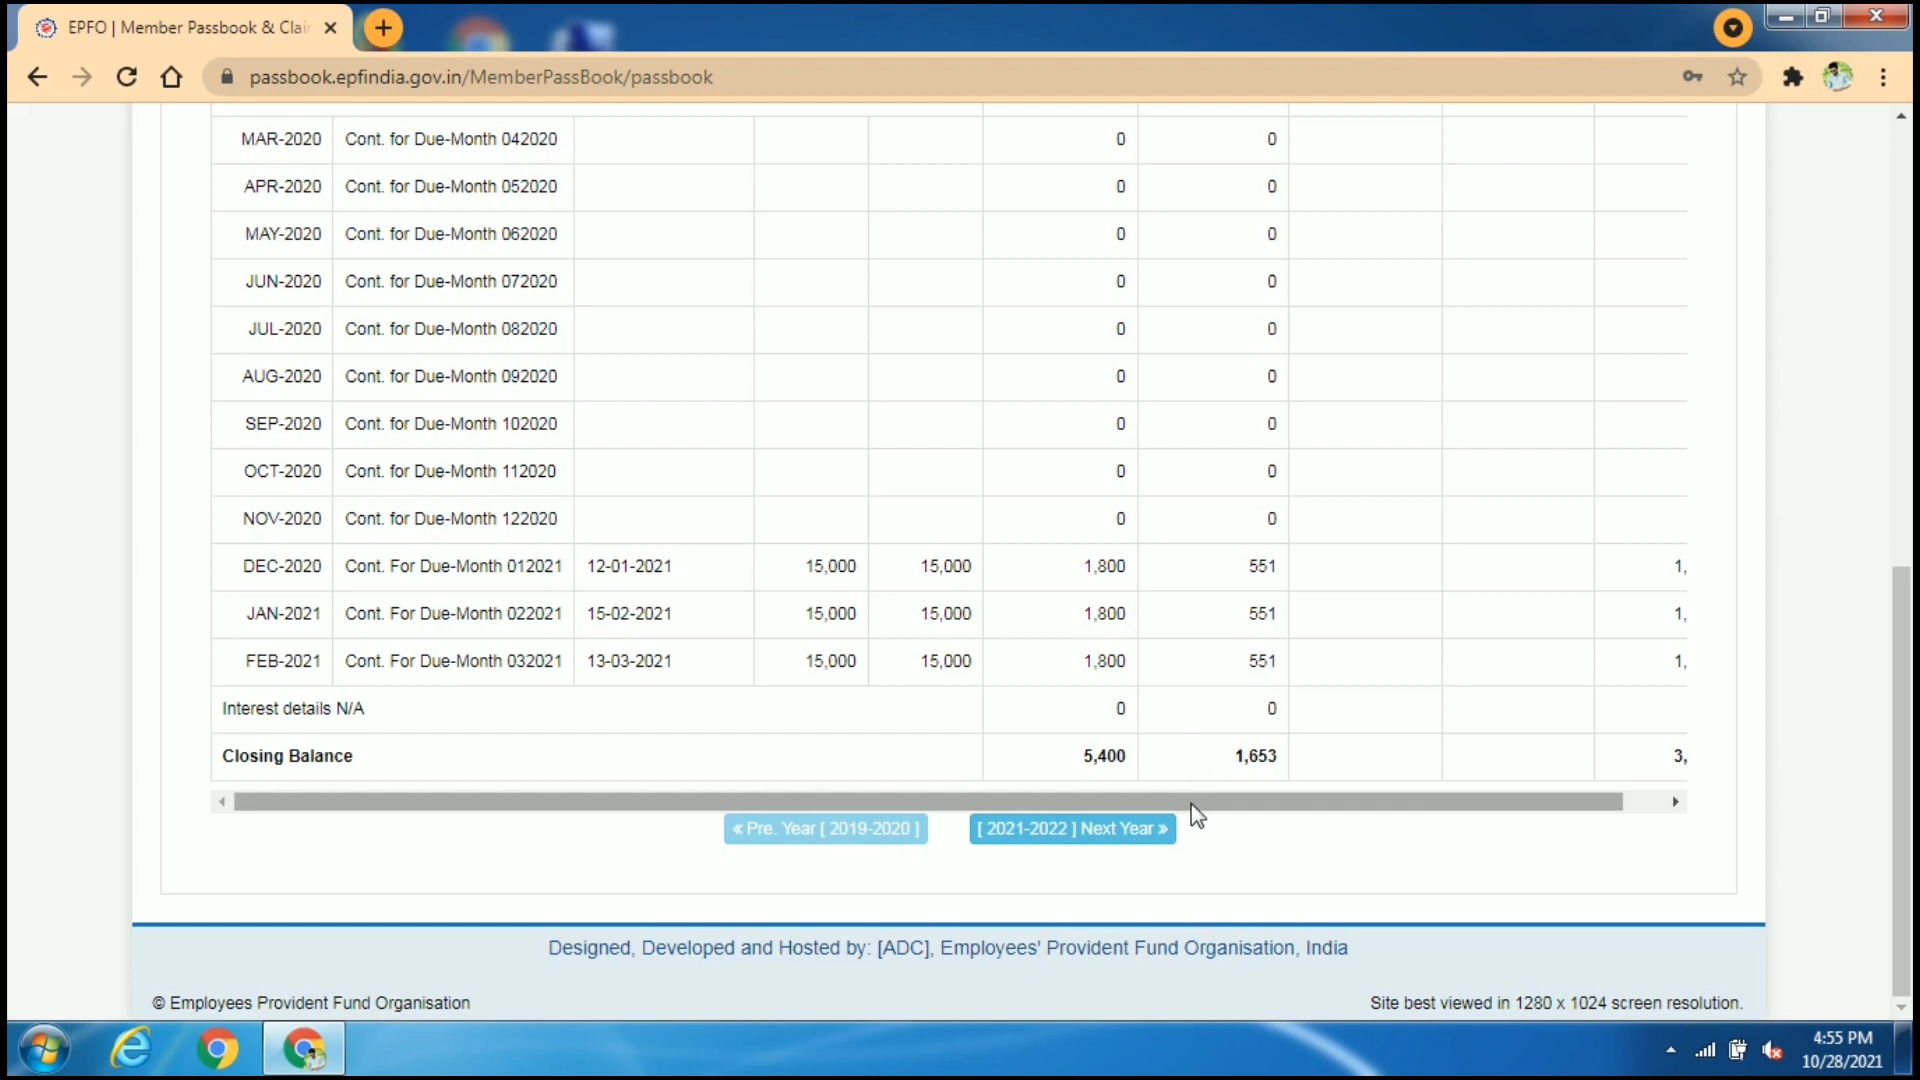 EPFO | Member Passbook & Clai
passbook.epfindia.gov.in/MemberPassBook/passbook
MAR-2020 Cont. for Due-Month 042020 0 0
APR-2020 Cont. for Due-Month 052020 0 0
MAY-2020 Cont. for Due-Month 062020 0 0
JUN-2020 Cont. for Due-Month 072020 0 0
JUL-2020 Cont. for Due-Month 082020 0 0
AUG-2020 Cont. for Due-Month 092020 0 0
SEP-2020 Cont. for Due-Month 102020 0 0
OCT-2020 Cont. for Due-Month 112020 0 0
NOV-2020 Cont. for Due-Month 122020 0 0
DEC-2020 Cont. For Due-Month 012021 12-01-2021 15,000 15,000 1,800 551 1,
JAN-2021 Cont. For Due-Month 022021 15-02-2021 15,000 15,000 1,800 551 1,
FEB-2021 Cont. For Due-Month 032021 13-03-2021 15,000 15,000 1,800 551 1,
Interest details N/A 0 0
Closing Balance 5,400 1,653 3,
« Pre. Year [ 2019-2020 ] [ 2021-2022 ] Next Year »
Designed, Developed and Hosted by: [ADC], Employees' Provident Fund Organisation, India
© Employees Provident Fund Organisation Site best viewed in 1280 x 1024 screen resolution.
4:55 PM
10/28/2021